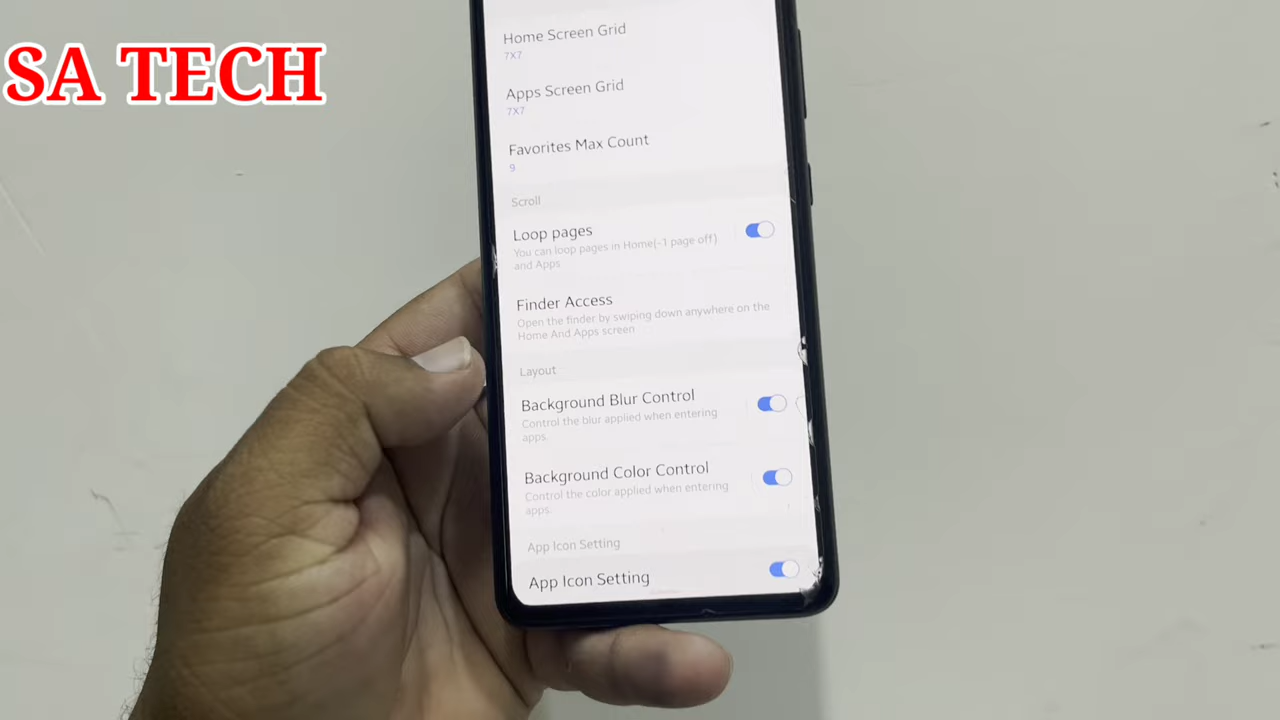 SA TECH
Home Screen Grid
7X7
Apps Screen Grid
7X7
Favorites Max Count
9
Scroll
Loop pages
You can loop pages in Home(-1 page off)
and Apps
Finder Access
Open the finder by swiping down anywhere on the
Home And Apps screen
Layout
Background Blur Control
Control the blur applied when entering
apps.
Background Color Control
Control the color applied when entering
apps.
App Icon Setting
App Icon Setting